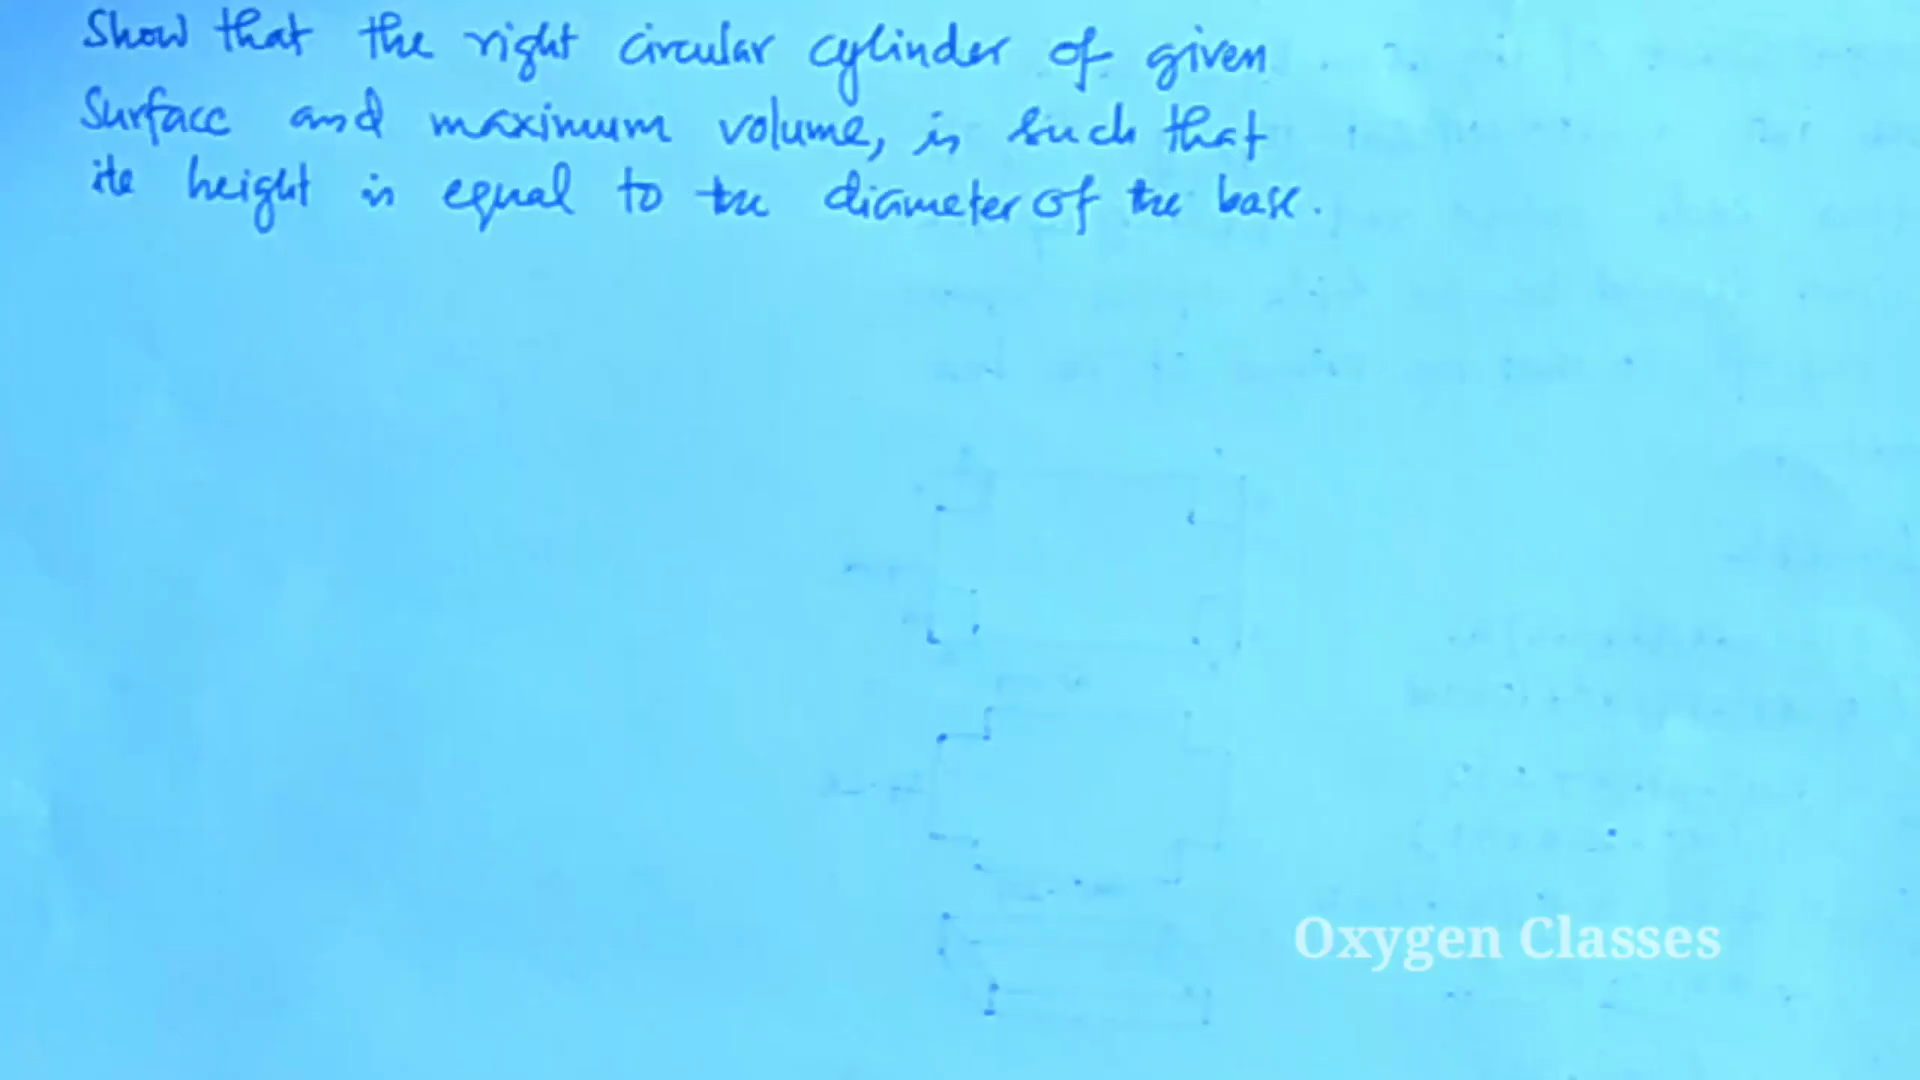 Show that the right circular cylinder of given
Surface and maximum volume, is such that
its height is equal to the diameter of the base.
Oxygen Classes